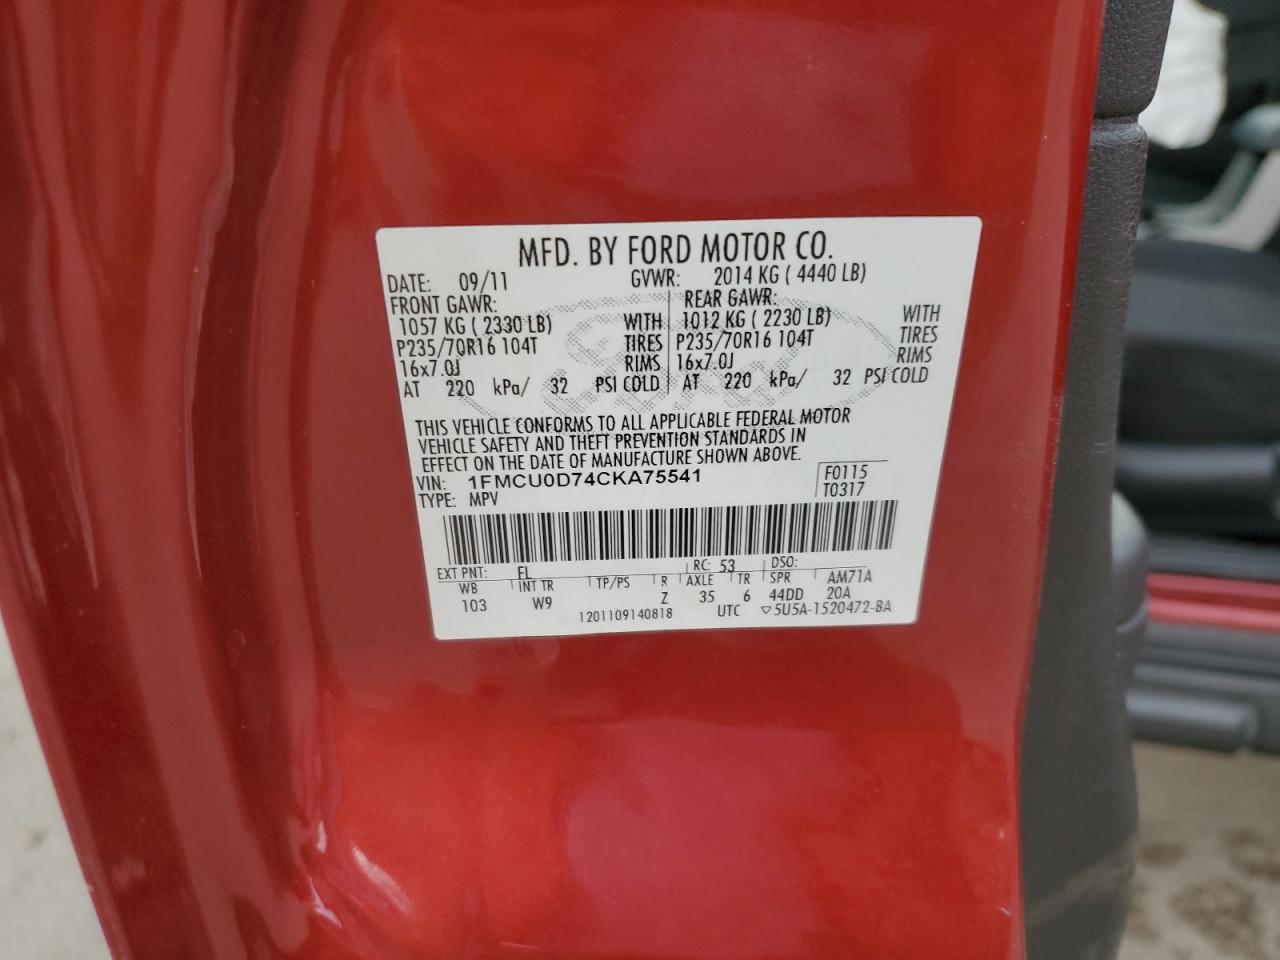 MFD. BY FORD MOTOR CO.
DATE: 09/11 GVWR: 2014 KG ( 4440 LB)
FRONT GAWR: REAR GAWR:
1057 KG ( 2330 LB) WITH 1012 KG ( 2230 LB) WITH
P235/70R16 104T TIRES P235/70R16 104T TIRES
16x7.0J RIMS 16x7.0J RIMS
AT 220 kPa/ 32 PSI COLD AT 220 kPa/ 32 PSI COLD
Ford
THIS VEHICLE CONFORMS TO ALL APPLICABLE FEDERAL MOTOR
VEHICLE SAFETY AND THEFT PREVENTION STANDARDS IN
EFFECT ON THE DATE OF MANUFACTURE SHOWN ABOVE.
VIN: 1FMCU0D74CKA75541 F0115
TYPE: MPV T0317
EXT PNT: FL RC: 53 DSO:
WB INT TR TP/PS R AXLE TR SPR AM71A
103 W9 Z 35 6 44DD 20A
1201109140818 UTC ▽5U5A-1520472-BA